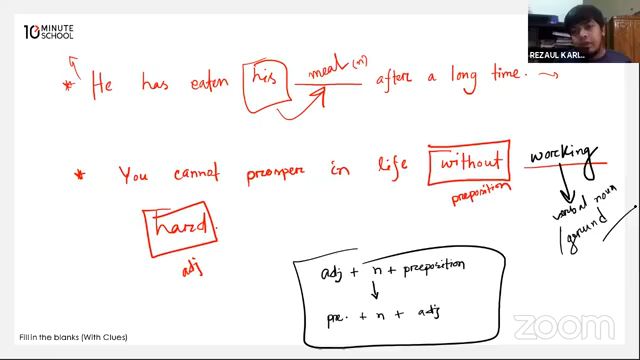 10 MINUTE SCHOOL
REZAUL KARI...
* He has eaten his meal (n) after a long time.
* You cannot prosper in life without working
preposition
verbal noun
/gerund
hard.
adj
adj + n + preeposition
pre. + n + adj
Fill in the blanks (With Clues)
zoom